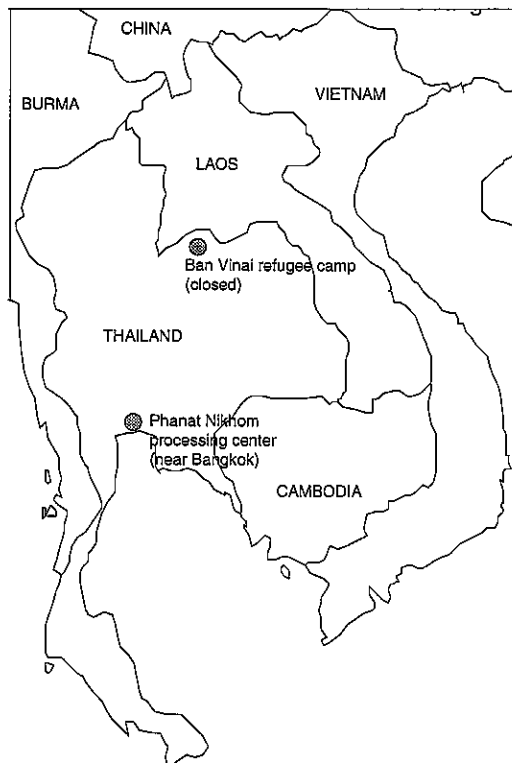 CHINA
BURMA
VIETNAM
LAOS
Ban Vinai refugee camp
(closed)
THAILAND
Phanat Nikhom
processing center
(near Bangkok)
CAMBODIA